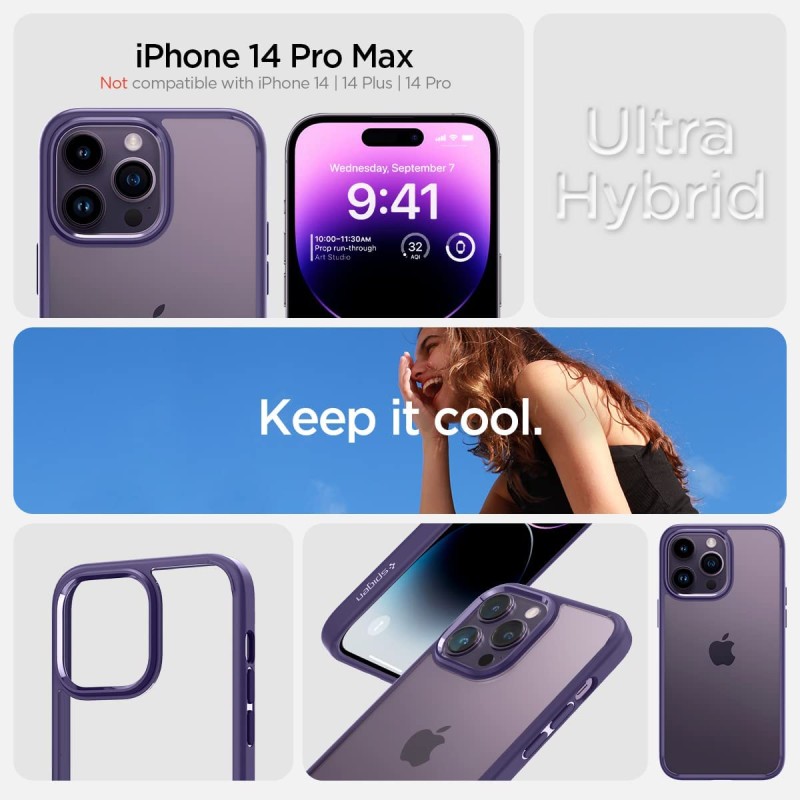 iPhone 14 Pro Max
Not compatible with iPhone 14 | 14 Plus | 14 Pro
Wednesday, September 7
9:41
10:00–11:30AM
Prop run-through
Art Studio
32
AQI
Ultra
Hybrid
Keep it cool.
spigen